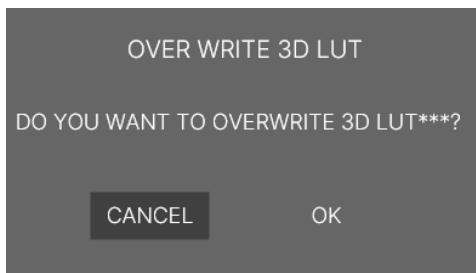 OVER WRITE 3D LUT
DO YOU WANT TO OVERWRITE 3D LUT***?
CANCEL OK